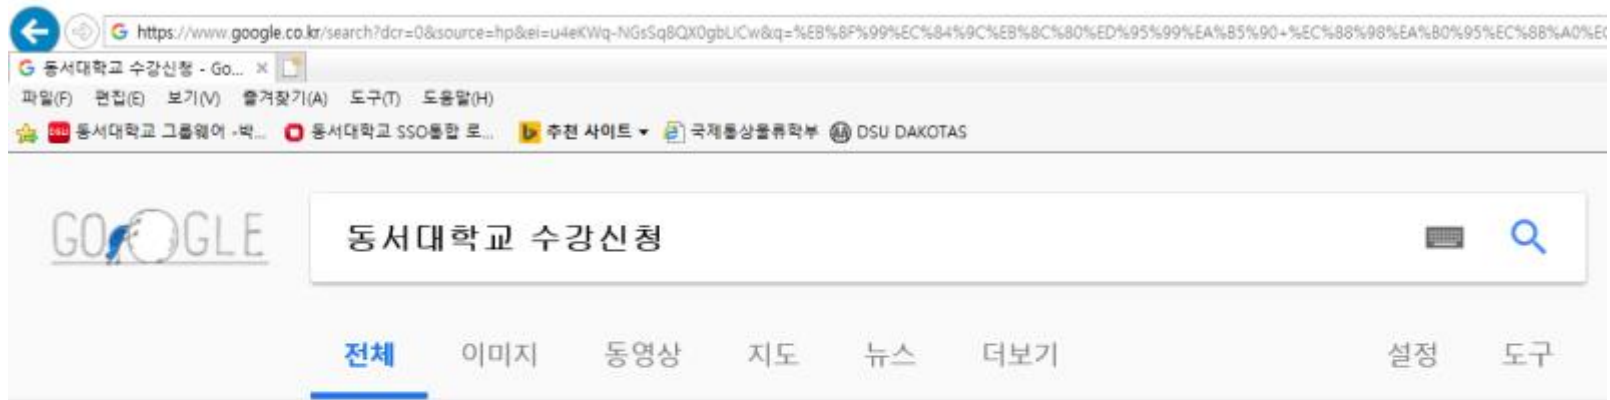 https://www.google.co.kr/search?dcr=0&source=hp&ei=u4eKWq-NGsSq8QX0gbLICw&q=%EB%8F%99%EC%84%9C%EB%8C%80%ED%95%99%EA%B5%90+%EC%88%98%EA%B0%95%EC%8B%A0%E
동서대학교 수강신청 - Go...
파일(F) 편집(E) 보기(V) 즐겨찾기(A) 도구(T) 도움말(H)
DSU 동서대학교 그룹웨어 -박... 동서대학교 SSO통합 로... 추천 사이트 국제통상물류학부 DSU DAKOTAS
GOOGLE 동서대학교 수강신청
전체 이미지 동영상 지도 뉴스 더보기 설정 도구